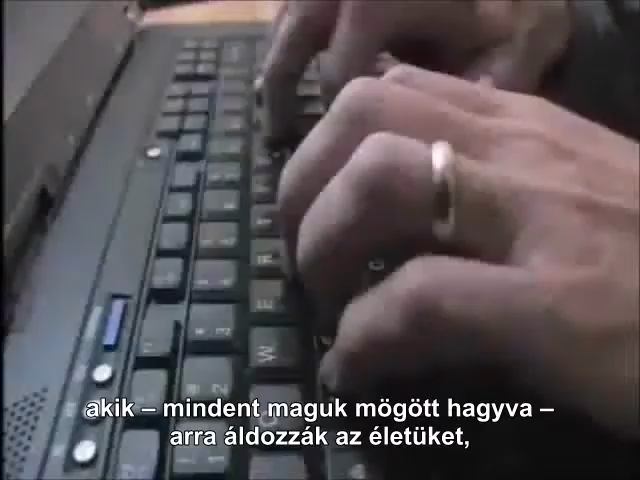 akik – mindent maguk mögött hagyva –
arra áldozzák az életüket,